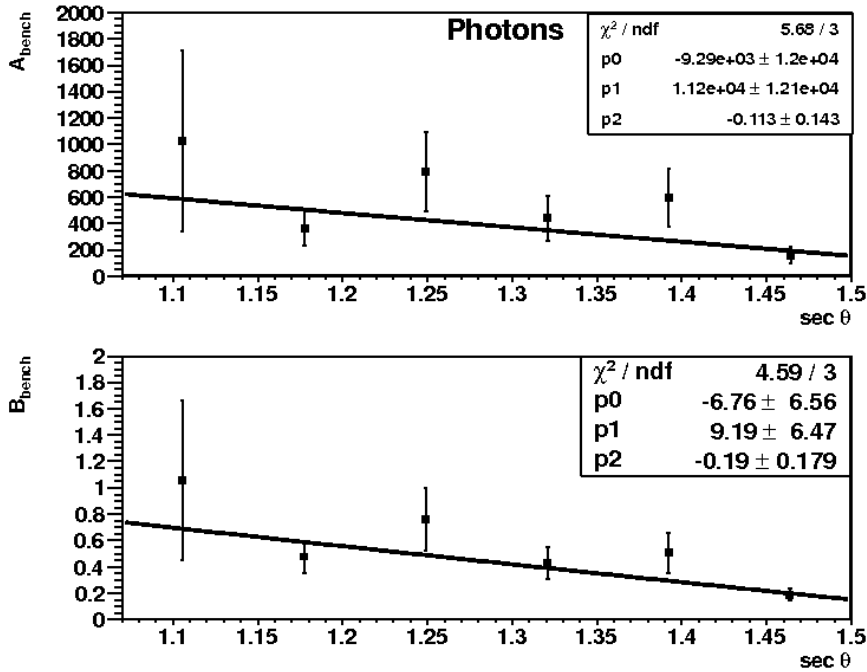 A_bench
Photons
χ² / ndf 5.68 / 3
p0 -9.29e+03 ± 1.2e+04
p1 1.12e+04 ± 1.21e+04
p2 -0.113 ± 0.143
2000
1800
1600
1400
1200
1000
800
600
400
200
0
1.1 1.15 1.2 1.25 1.3 1.35 1.4 1.45 1.5
sec θ
B_bench
χ² / ndf 4.59 / 3
p0 -6.76 ± 6.56
p1 9.19 ± 6.47
p2 -0.19 ± 0.179
2
1.8
1.6
1.4
1.2
1
0.8
0.6
0.4
0.2
0
1.1 1.15 1.2 1.25 1.3 1.35 1.4 1.45 1.5
sec θ